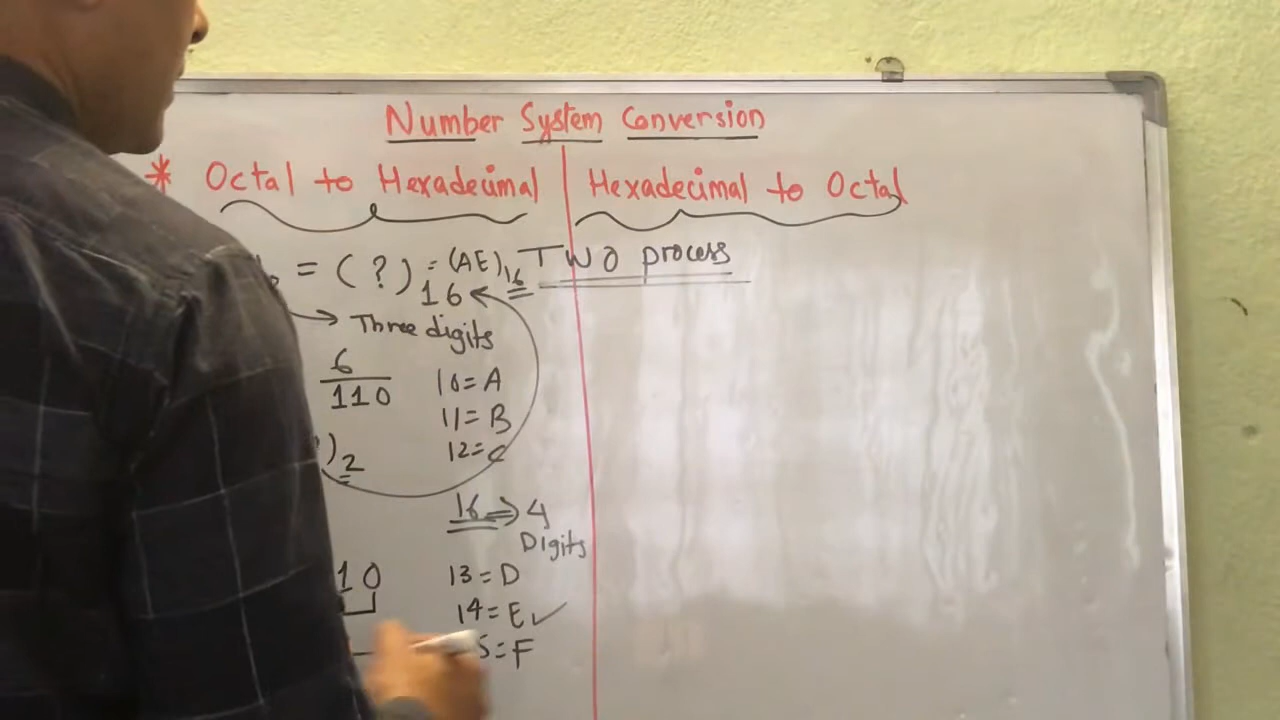 Number System Conversion
* Octal to Hexadecimal
Hexadecimal to Octal
= (?)16 = (AE)16
Two process
→ Three digits
6
110
10 = A
11 = B
12 = C
)2
16 ⇒ 4
Digits
10
13 = D
14 = E ✓
5 = F